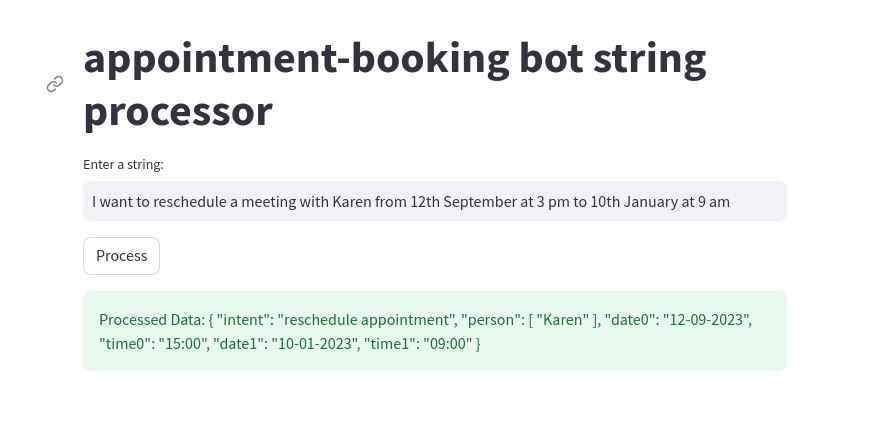 appointment-booking bot string
processor
Enter a string:
I want to reschedule a meeting with Karen from 12th September at 3 pm to 10th January at 9 am
Process
Processed Data: { "intent": "reschedule appointment", "person": [ "Karen" ], "date0": "12-09-2023",
"time0": "15:00", "date1": "10-01-2023", "time1": "09:00" }